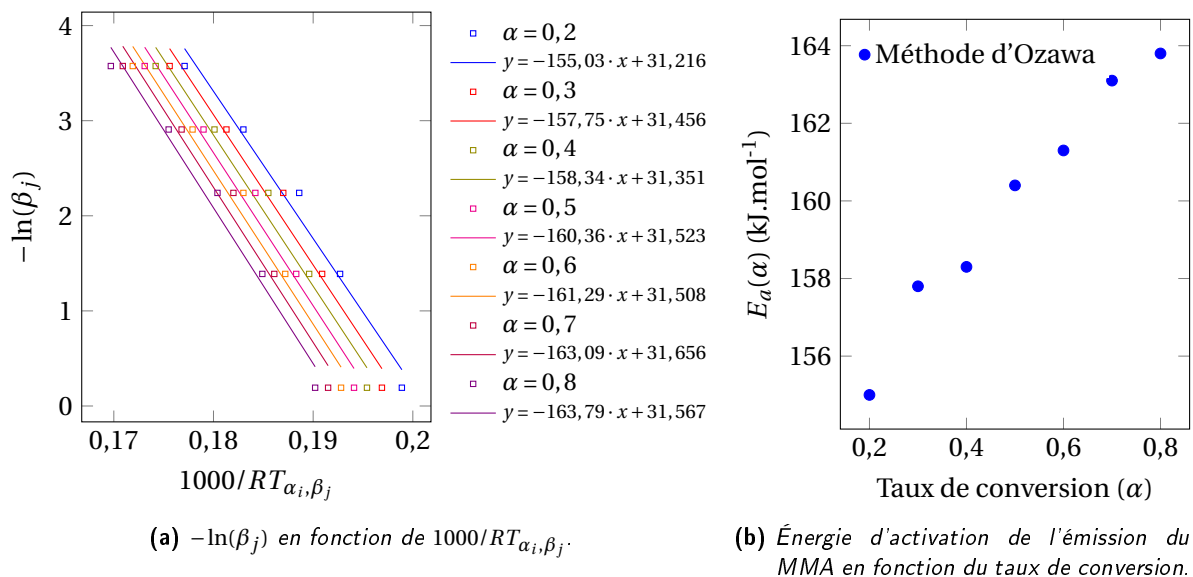 4
3
2
1
0
0,17
0,18
0,19
0,2
−ln(β_j)
1000/RT_{α_i,β_j}
α = 0,2
y = −155,03 · x + 31,216
α = 0,3
y = −157,75 · x + 31,456
α = 0,4
y = −158,34 · x + 31,351
α = 0,5
y = −160,36 · x + 31,523
α = 0,6
y = −161,29 · x + 31,508
α = 0,7
y = −163,09 · x + 31,656
α = 0,8
y = −163,79 · x + 31,567
(a) −ln(β_j) en fonction de 1000/RT_{α_i,β_j}.
Méthode d'Ozawa
164
162
160
158
156
0,2
0,4
0,6
0,8
E_a(α) (kJ.mol⁻¹)
Taux de conversion (α)
(b) Énergie d'activation de l'émission du
MMA en fonction du taux de conversion.